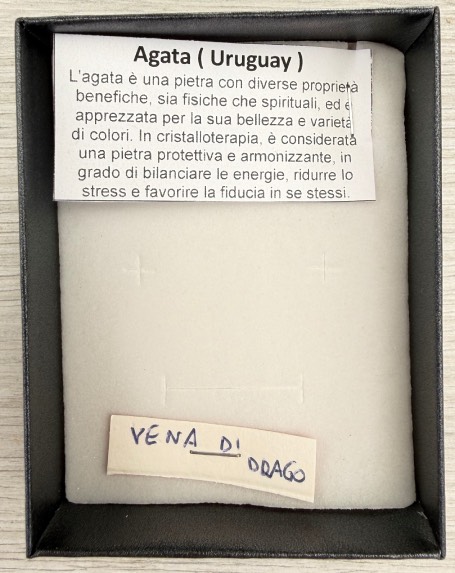 Agata ( Uruguay )
L'agata è una pietra con diverse proprietà
benefiche, sia fisiche che spirituali, ed è
apprezzata per la sua bellezza e varietà
di colori. In cristalloterapia, è considerata
una pietra protettiva e armonizzante, in
grado di bilanciare le energie, ridurre lo
stress e favorire la fiducia in se stessi.
VENA DI
DRAGO